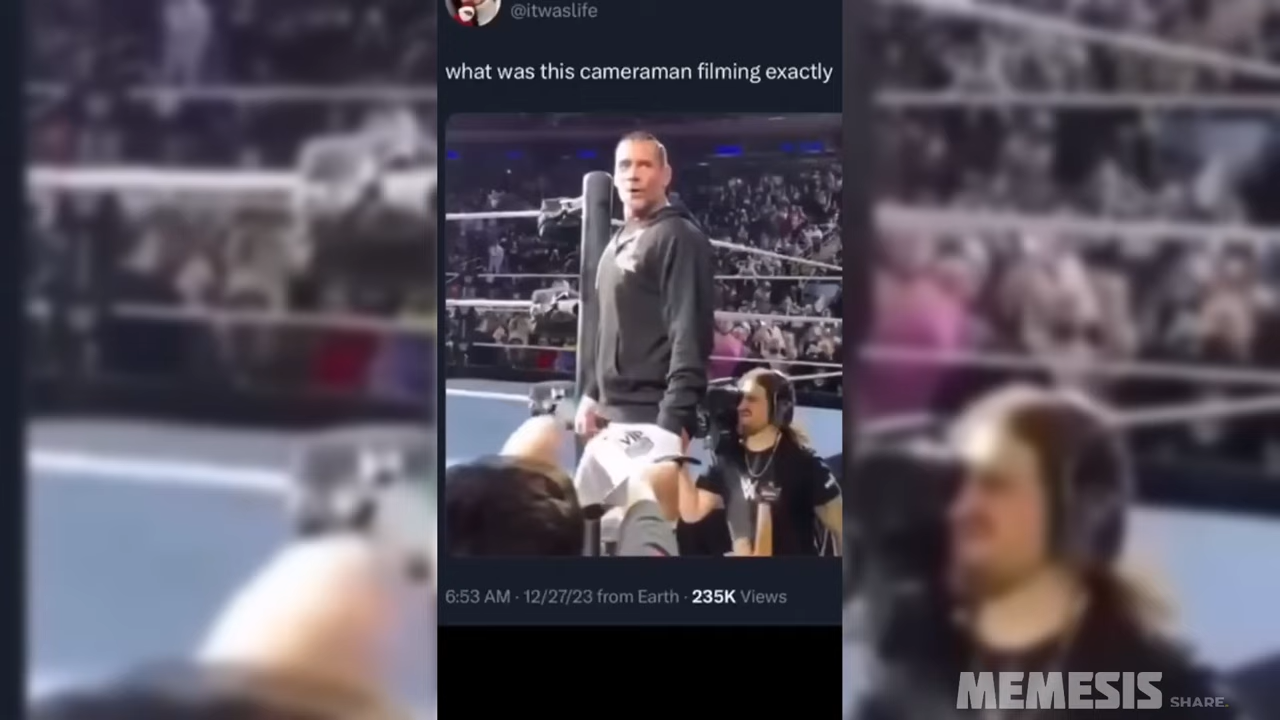 @itwaslife
what was this cameraman filming exactly
VIP
W
6:53 AM · 12/27/23 from Earth · 235K Views
MEMESIS SHARE.